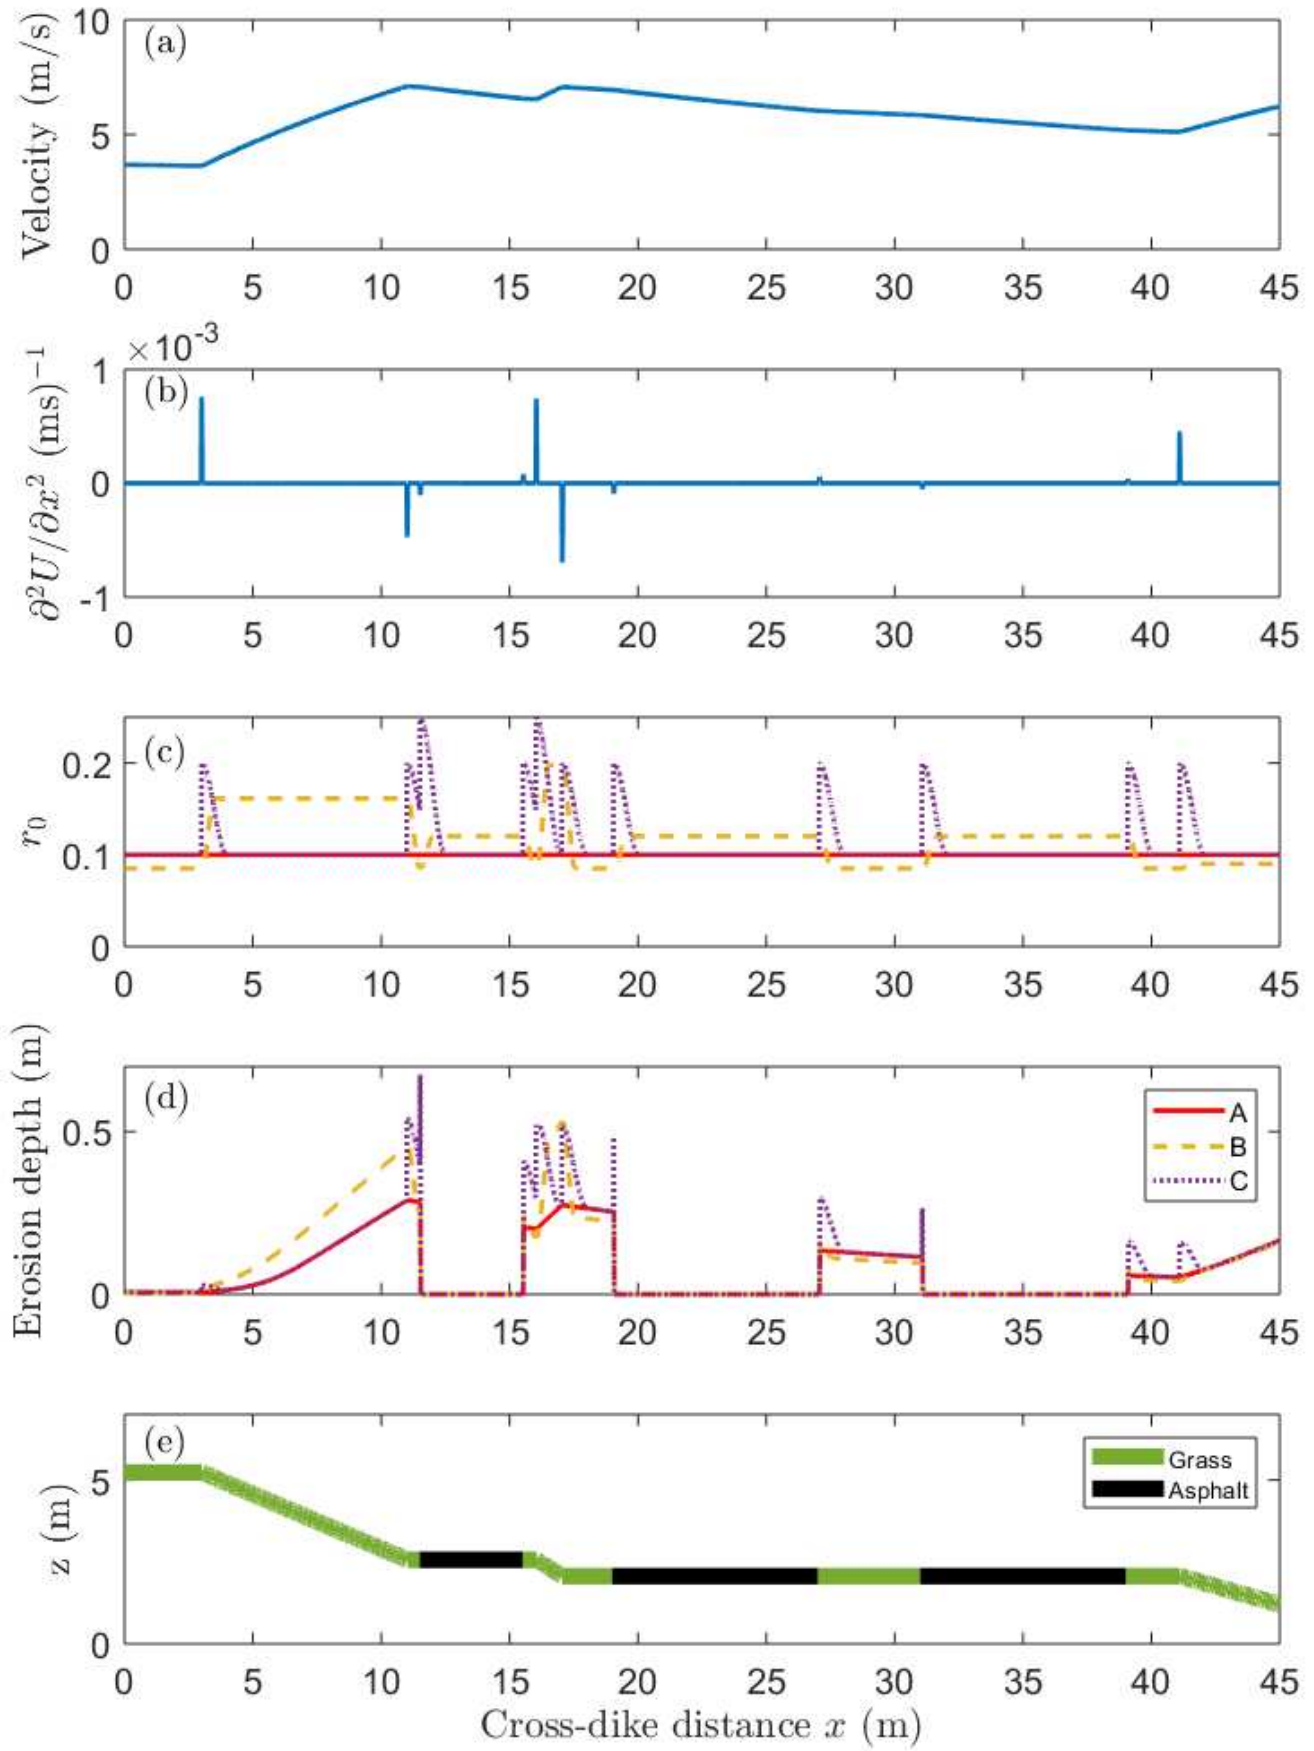 (a)
Velocity (m/s)
10
5
0
0 5 10 15 20 25 30 35 40 45
×10⁻³
(b)
∂²U/∂x² (ms)⁻¹
1
0
-1
0 5 10 15 20 25 30 35 40 45
(c)
r₀
0.2
0.1
0
0 5 10 15 20 25 30 35 40 45
(d)
Erosion depth (m)
0.5
0
A
B
C
0 5 10 15 20 25 30 35 40 45
(e)
z (m)
5
0
Grass
Asphalt
0 5 10 15 20 25 30 35 40 45
Cross-dike distance x (m)